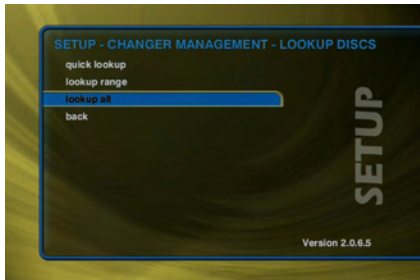 SETUP - CHANGER MANAGEMENT - LOOKUP DISCS
quick lookup
lookup range
lookup all
back
SETUP
Version 2.0.6.5